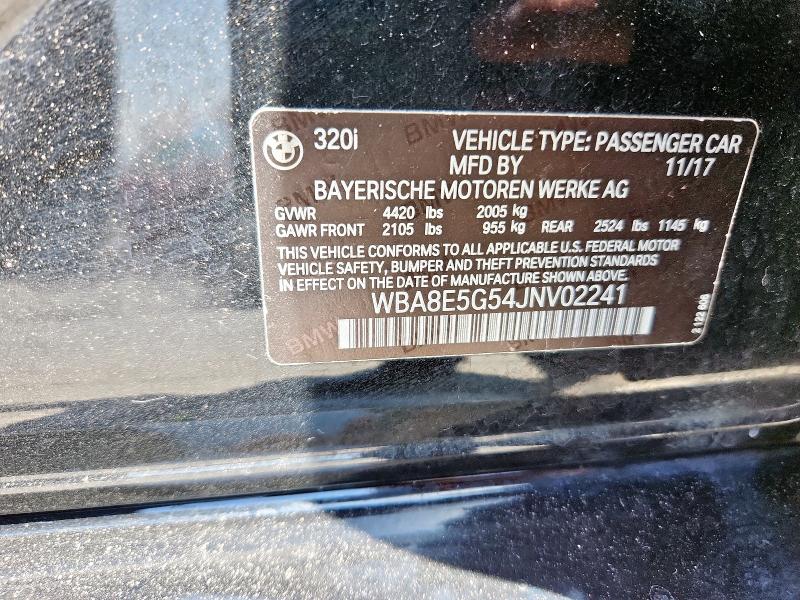 320i VEHICLE TYPE: PASSENGER CAR
MFD BY 11/17
BAYERISCHE MOTOREN WERKE AG
GVWR 4420 lbs 2005 kg
GAWR FRONT 2105 lbs 955 kg REAR 2524 lbs 1145 kg
THIS VEHICLE CONFORMS TO ALL APPLICABLE U.S. FEDERAL MOTOR
VEHICLE SAFETY, BUMPER AND THEFT PREVENTION STANDARDS
IN EFFECT ON THE DATE OF MANUFACTURE SHOWN ABOVE.
WBA8E5G54JNV02241